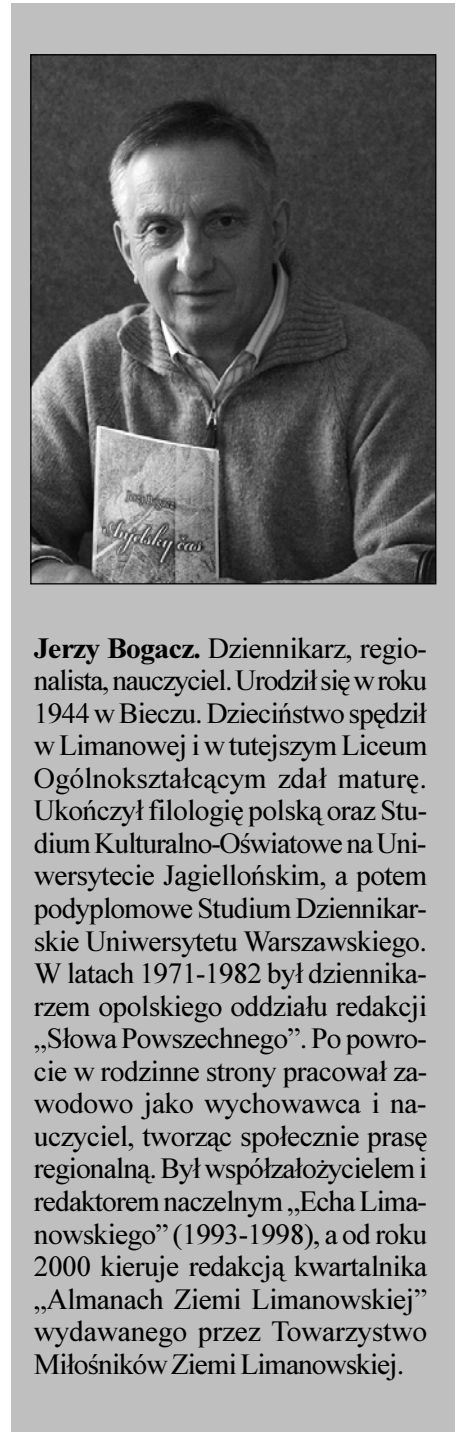 Jerzy Bogacz
Anjelský čas
Jerzy Bogacz. Dziennikarz, regio-
nalista, nauczyciel. Urodził się w roku
1944 w Bieczu. Dzieciństwo spędził
w Limanowej i w tutejszym Liceum
Ogólnokształcącym zdał maturę.
Ukończył filologię polską oraz Stu-
dium Kulturalno-Oświatowe na Uni-
wersytecie Jagiellońskim, a potem
podyplomowe Studium Dziennikar-
skie Uniwersytetu Warszawskiego.
W latach 1971-1982 był dziennika-
rzem opolskiego oddziału redakcji
„Słowa Powszechnego”. Po powro-
cie w rodzinne strony pracował za-
wodowo jako wychowawca i na-
uczyciel, tworząc społecznie prasę
regionalną. Był współzałożycielem i
redaktorem naczelnym „Echa Lima-
nowskiego” (1993-1998), a od roku
2000 kieruje redakcją kwartalnika
„Almanach Ziemi Limanowskiej”
wydawanego przez Towarzystwo
Miłośników Ziemi Limanowskiej.